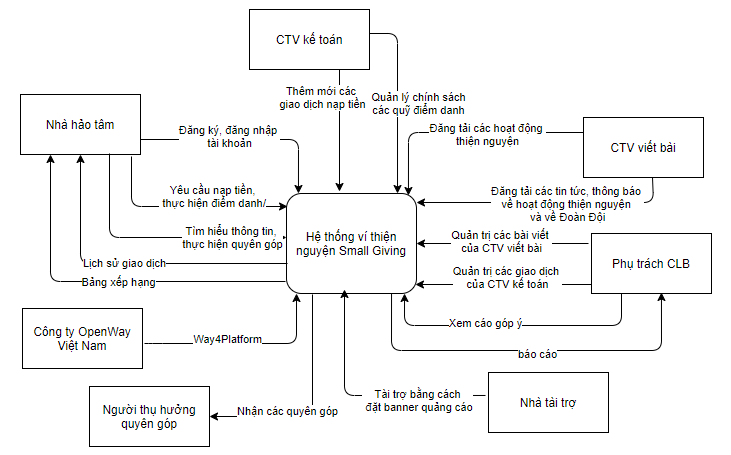 CTV kế toán
Thêm mới các
giao dịch nạp tiền
Quản lý chính sách
các quỹ điểm danh
Nhà hảo tâm
Đăng ký, đăng nhập
tài khoản
Đăng tải các hoạt động
thiện nguyện
CTV viết bài
Yêu cầu nạp tiền,
thực hiện điểm danh/
Đăng tải các tin tức, thông báo
về hoạt động thiện nguyện
và về Đoàn Đội
Tìm hiểu thông tin,
thực hiện quyên góp
Hệ thống ví thiện
nguyện Small Giving
Quản trị các bài viết
của CTV viết bài
Lịch sử giao dịch
Bảng xếp hạng
Quản trị các giao dịch
của CTV kế toán
Phụ trách CLB
Xem cáo góp ý
Công ty OpenWay
Việt Nam
Way4Platform
báo cáo
Người thụ hưởng
quyên góp
Nhận các quyên góp
Tài trợ bằng cách
đặt banner quảng cáo
Nhà tài trợ